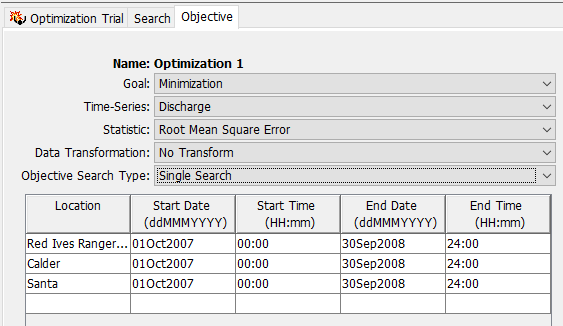 Optimization Trial Search Objective
Name: Optimization 1
Goal: Minimization
Time-Series: Discharge
Statistic: Root Mean Square Error
Data Transformation: No Transform
Objective Search Type: Single Search
Location Start Date (ddMMMYYYY) Start Time (HH:mm) End Date (ddMMMYYYY) End Time (HH:mm)
Red Ives Ranger... 01Oct2007 00:00 30Sep2008 24:00
Calder 01Oct2007 00:00 30Sep2008 24:00
Santa 01Oct2007 00:00 30Sep2008 24:00